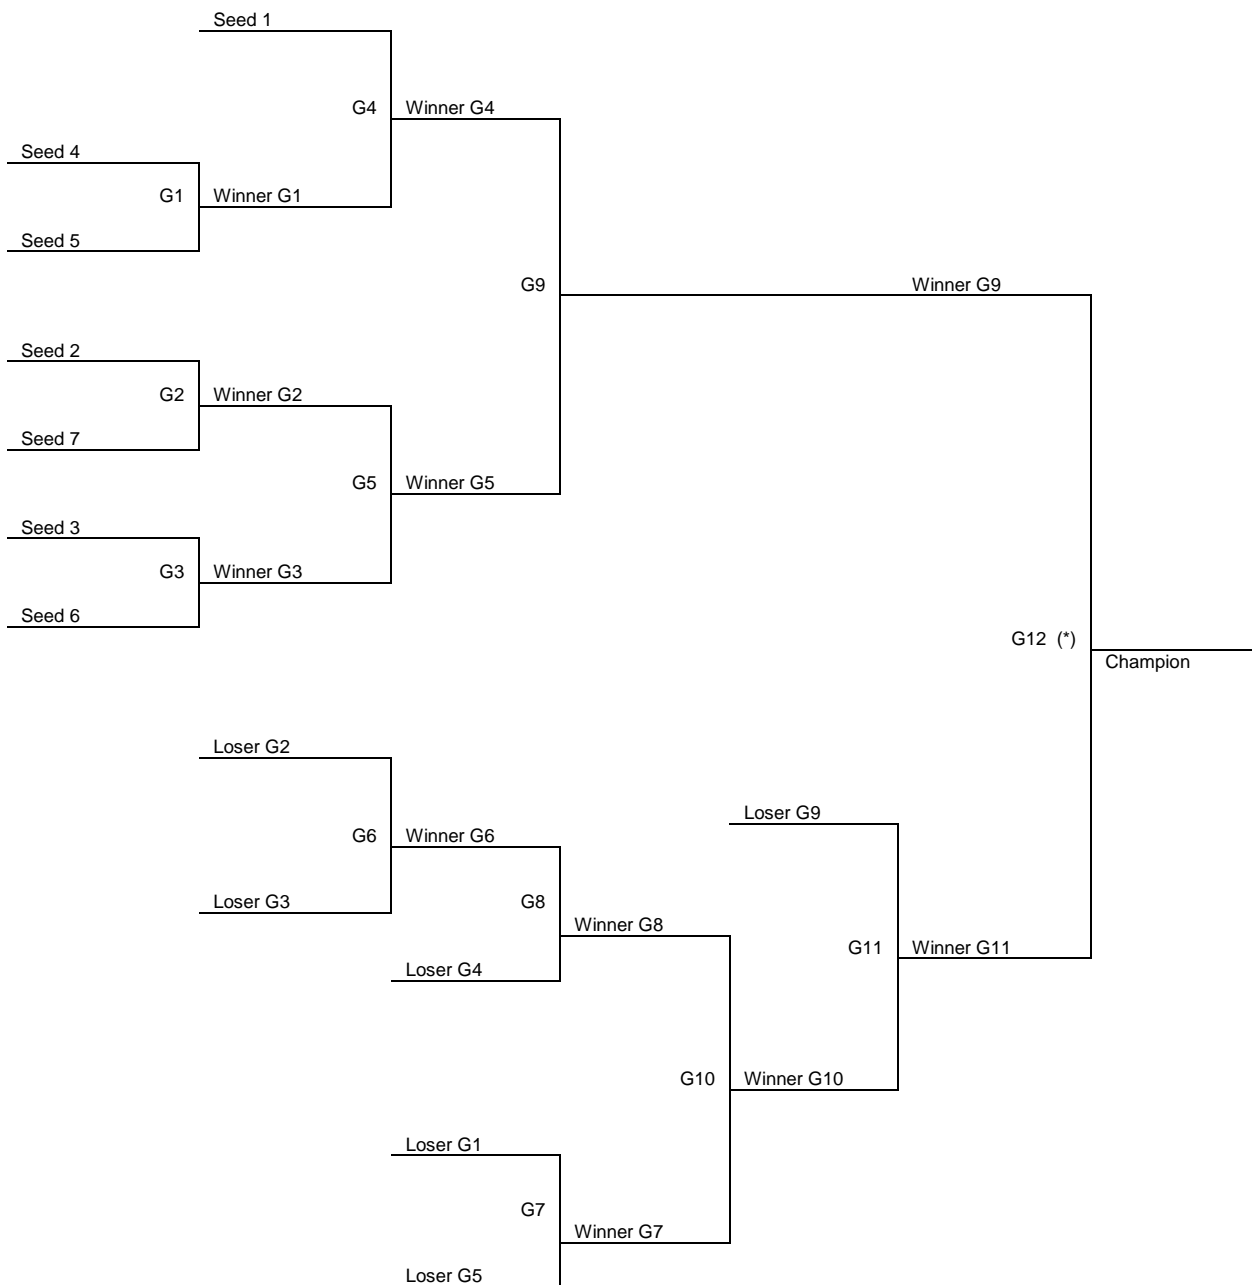 Seed 1
G4 Winner G4
Seed 4
G1 Winner G1
Seed 5
G9 Winner G9
Seed 2
G2 Winner G2
Seed 7
G5 Winner G5
Seed 3
G3 Winner G3
Seed 6
G12 (*)
Champion
Loser G2
Loser G9
G6 Winner G6
Loser G3
G8
Winner G8
G11 Winner G11
Loser G4
G10 Winner G10
Loser G1
G7
Winner G7
Loser G5